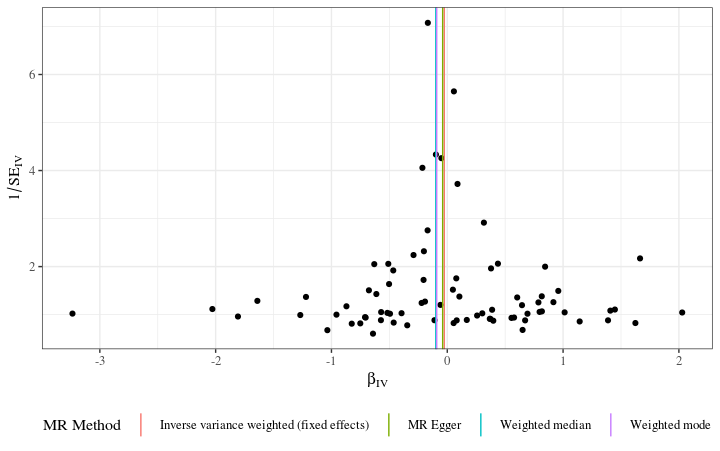 1/SE_IV
6
4
2
-3
-2
-1
0
1
2
β_IV
MR Method
Inverse variance weighted (fixed effects)
MR Egger
Weighted median
Weighted mode